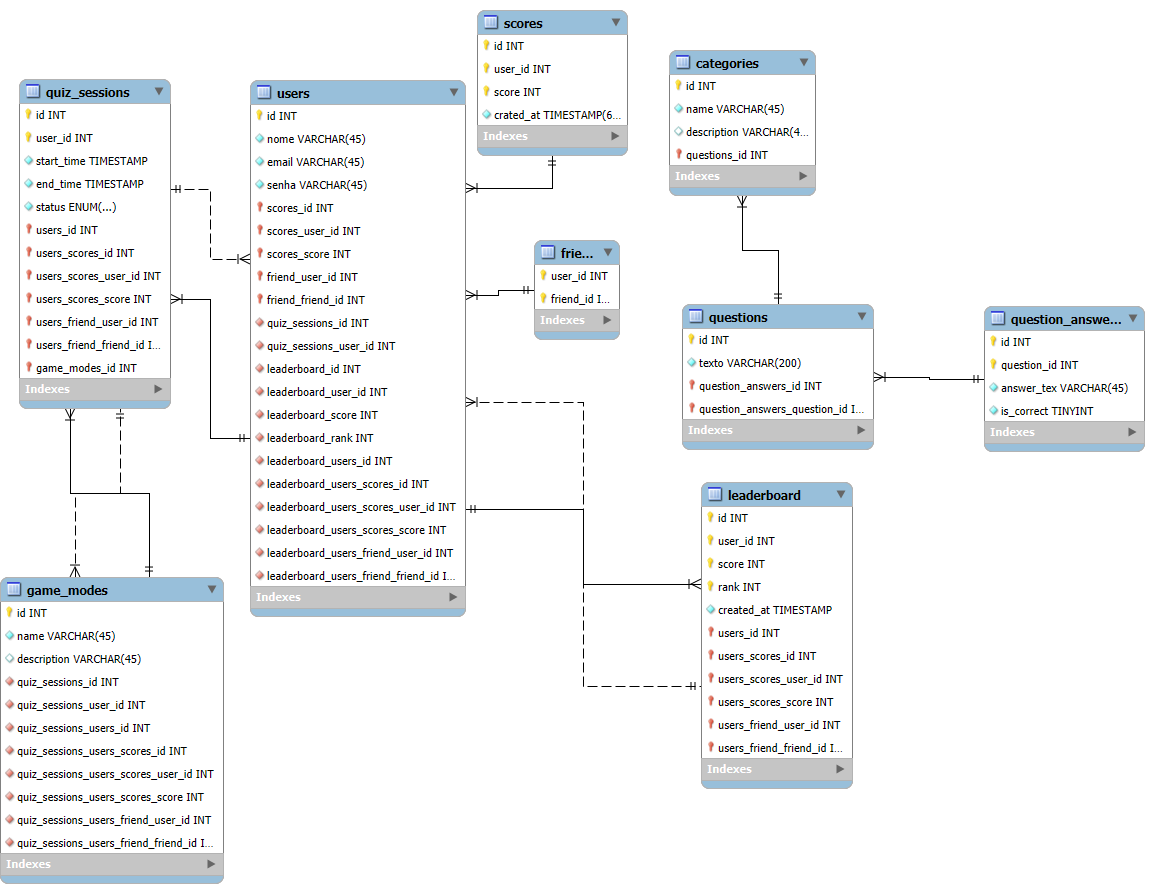 scores
id INT
user_id INT
score INT
crated_at TIMESTAMP(6...
Indexes
categories
id INT
name VARCHAR(45)
description VARCHAR(4...
questions_id INT
Indexes
quiz_sessions
id INT
user_id INT
start_time TIMESTAMP
end_time TIMESTAMP
status ENUM(...)
users_id INT
users_scores_id INT
users_scores_user_id INT
users_scores_score INT
users_friend_user_id INT
users_friend_friend_id I...
game_modes_id INT
Indexes
users
id INT
nome VARCHAR(45)
email VARCHAR(45)
senha VARCHAR(45)
scores_id INT
scores_user_id INT
scores_score INT
friend_user_id INT
friend_friend_id INT
quiz_sessions_id INT
quiz_sessions_user_id INT
leaderboard_id INT
leaderboard_user_id INT
leaderboard_score INT
leaderboard_rank INT
leaderboard_users_id INT
leaderboard_users_scores_id INT
leaderboard_users_scores_user_id INT
leaderboard_users_scores_score INT
leaderboard_users_friend_user_id INT
leaderboard_users_friend_friend_id I...
Indexes
frie...
user_id INT
friend_id I...
Indexes
questions
id INT
texto VARCHAR(200)
question_answers_id INT
question_answers_question_id I...
Indexes
question_answe...
id INT
question_id INT
answer_tex VARCHAR(45)
is_correct TINYINT
Indexes
leaderboard
id INT
user_id INT
score INT
rank INT
created_at TIMESTAMP
users_id INT
users_scores_id INT
users_scores_user_id INT
users_scores_score INT
users_friend_user_id INT
users_friend_friend_id I...
Indexes
game_modes
id INT
name VARCHAR(45)
description VARCHAR(45)
quiz_sessions_id INT
quiz_sessions_user_id INT
quiz_sessions_users_id INT
quiz_sessions_users_scores_id INT
quiz_sessions_users_scores_user_id INT
quiz_sessions_users_scores_score INT
quiz_sessions_users_friend_user_id INT
quiz_sessions_users_friend_friend_id I...
Indexes